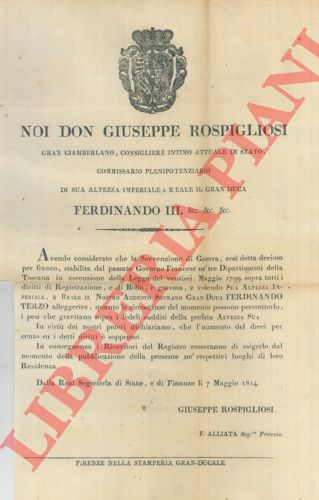 NOI DON GIUSEPPE ROSPIGLIOSI
GRAN CIAMBERLANO, CONSIGLIERE INTIMO ATTUALE DI STATO,
COMMISSARIO PLENIPOTENZIARIO
DI SUA ALTEZZA IMPERIALE E REALE IL GRAN-DUCA
FERDINANDO III. &c. &c. &c.
Avendo considerato che la Sovvenzione di Guerra, così detta decimo
per franco, stabilita dal passato Governo Francese ne' tre Dipartimenti della
Toscana in esecuzione della Legge del ventisei Maggio 1799 sopra tutti i
diritti di Registrazione, e di Bollo gravosa, e volendo SUA ALTEZZA IM-
PERIALE, E REALE IL NOSTRO AUGUSTO SOVRANO GRAN DUCA FERDINANDO
TERZO alleggerire, quanto le circostanze del momento possono permetterlo,
i pesi che gravitano sopra i fedeli sudditi della prefata ALTEZZA SUA
In virtù dei nostri poteri dichiariamo, che l'aumento del dieci per
cento su i detti diritti è soppresso.
In conseguenza i Ricevitori del Registro cesseranno di esigerlo dal
momento della pubblicazione della presente ne' respettivi luoghi di loro
Residenza
Dalla Real Segreteria di Stato, e di Finanze li 7 Maggio 1814.
GIUSEPPE ROSPIGLIOSI.
F. ALLIATA Seg.rio Provvis.
FIRENZE NELLA STAMPERIA GRAN-DUCALE.
COPYRIGHT LIBRERIA PIANI